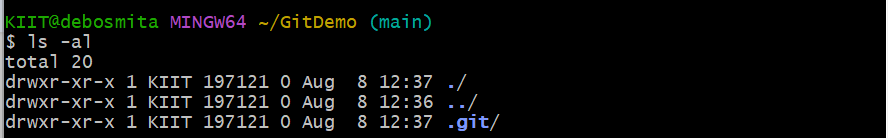 KIIT@debosmita MINGW64 ~/GitDemo (main)
$ ls -al
total 20
drwxr-xr-x 1 KIIT 197121 0 Aug  8 12:37 ./
drwxr-xr-x 1 KIIT 197121 0 Aug  8 12:36 ../
drwxr-xr-x 1 KIIT 197121 0 Aug  8 12:37 .git/